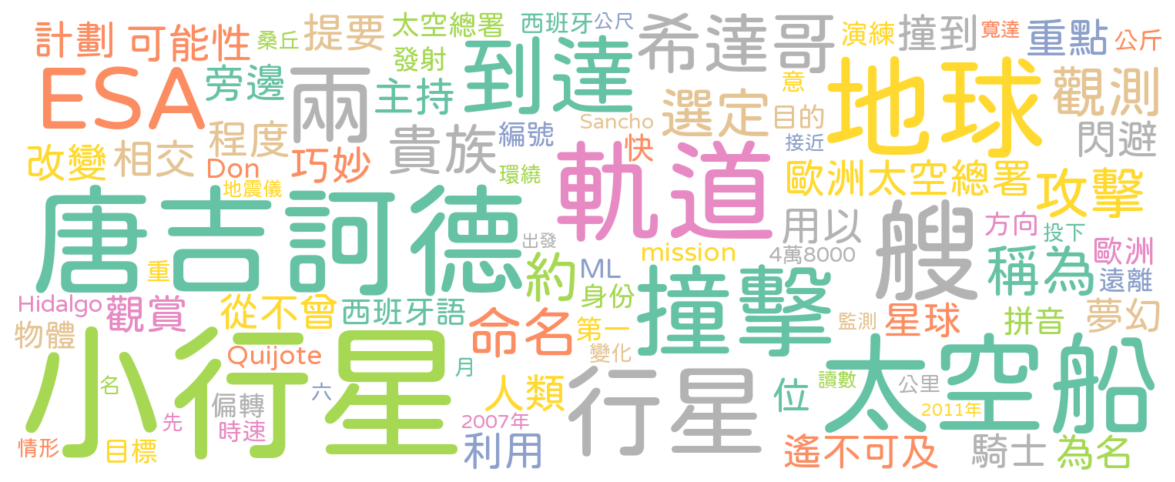 計劃 可能性 桑丘 提要 太空總署 西班牙 公尺 希達哥 演練 撞到 寬達 重點 公斤
ESA 旁邊 兩 發射 主持 到達 意 地球 觀測
改變 相交 程度 貴族 編號 Sancho 選定 目的 閃避
Don 巧妙 地震儀 環繞 快 軌道 接近 歐洲太空總署 攻擊
唐吉訶德 出發 mission 用以 4萬8000 艘 方向 投下
重 約 ML 身份 撞擊 稱為 歐洲 遠離
Hidalgo 觀賞 從不曾 西班牙語 命名 第一 監測 星球 拼音 夢幻
物體 小行星 Quijote 月 變化 行星 太空船
名 先 偏轉 時速 六 人類 2007年 位 讀數 公里 2011年
情形 目標 利用 遙不可及 騎士 為名